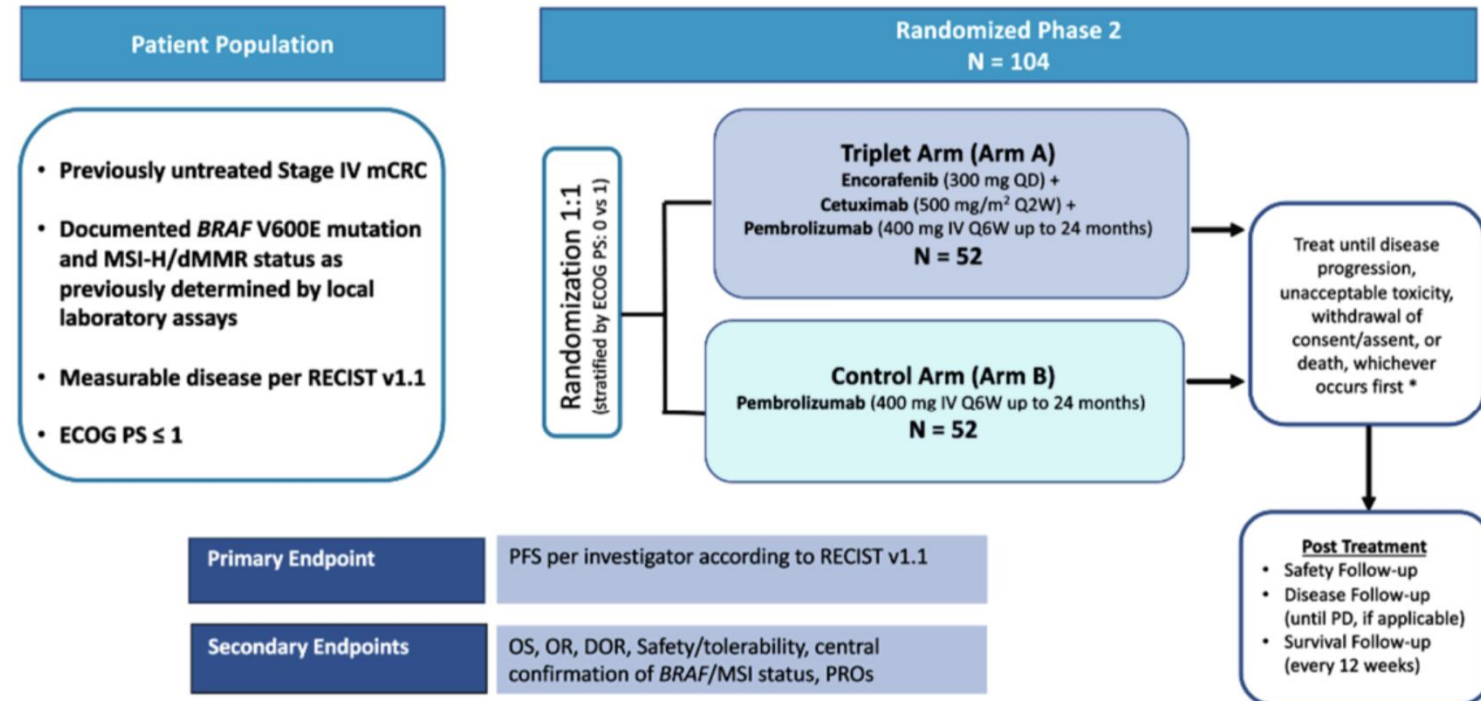 Patient Population
• Previously untreated Stage IV mCRC
• Documented BRAF V600E mutation
and MSI-H/dMMR status as
previously determined by local
laboratory assays
• Measurable disease per RECIST v1.1
• ECOG PS ≤ 1
Randomized Phase 2
N = 104
Randomization 1:1
(stratified by ECOG PS: 0 vs 1)
Triplet Arm (Arm A)
Encorafenib (300 mg QD) +
Cetuximab (500 mg/m² Q2W) +
Pembrolizumab (400 mg IV Q6W up to 24 months)
N = 52
Control Arm (Arm B)
Pembrolizumab (400 mg IV Q6W up to 24 months)
N = 52
Treat until disease
progression,
unacceptable toxicity,
withdrawal of
consent/assent, or
death, whichever
occurs first *
Post Treatment
• Safety Follow-up
• Disease Follow-up
(until PD, if applicable)
• Survival Follow-up
(every 12 weeks)
Primary Endpoint
PFS per investigator according to RECIST v1.1
Secondary Endpoints
OS, OR, DOR, Safety/tolerability, central
confirmation of BRAF/MSI status, PROs